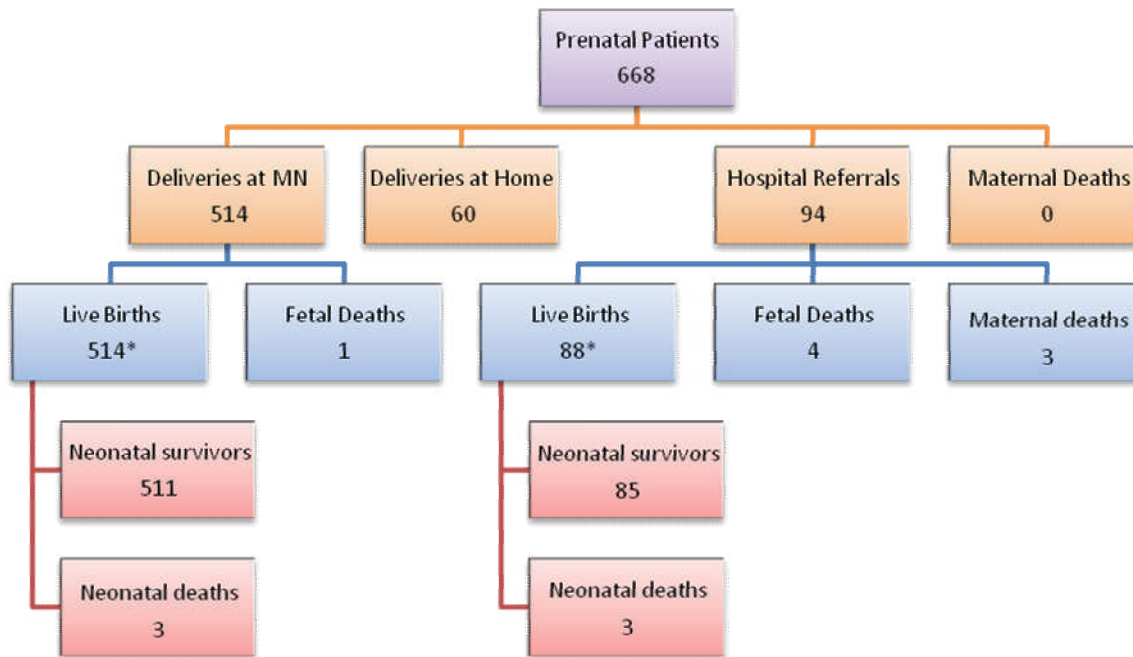 Prenatal Patients
668
Deliveries at MN
514
Deliveries at Home
60
Hospital Referrals
94
Maternal Deaths
0
Live Births
514*
Fetal Deaths
1
Live Births
88*
Fetal Deaths
4
Maternal deaths
3
Neonatal survivors
511
Neonatal survivors
85
Neonatal deaths
3
Neonatal deaths
3